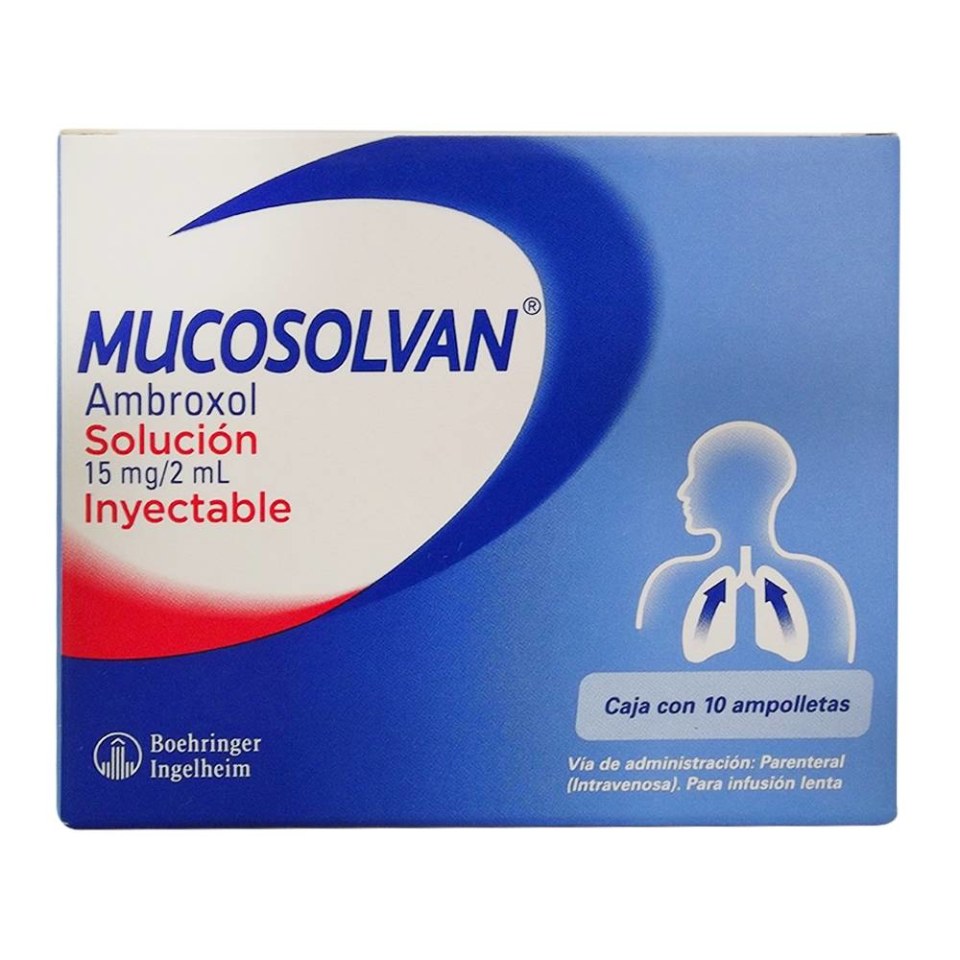 MUCOSOLVAN®
Ambroxol
Solución
15 mg/2 mL
Inyectable
Caja con 10 ampolletas
Vía de administración: Parenteral
(Intravenosa). Para infusión lenta
Boehringer
Ingelheim